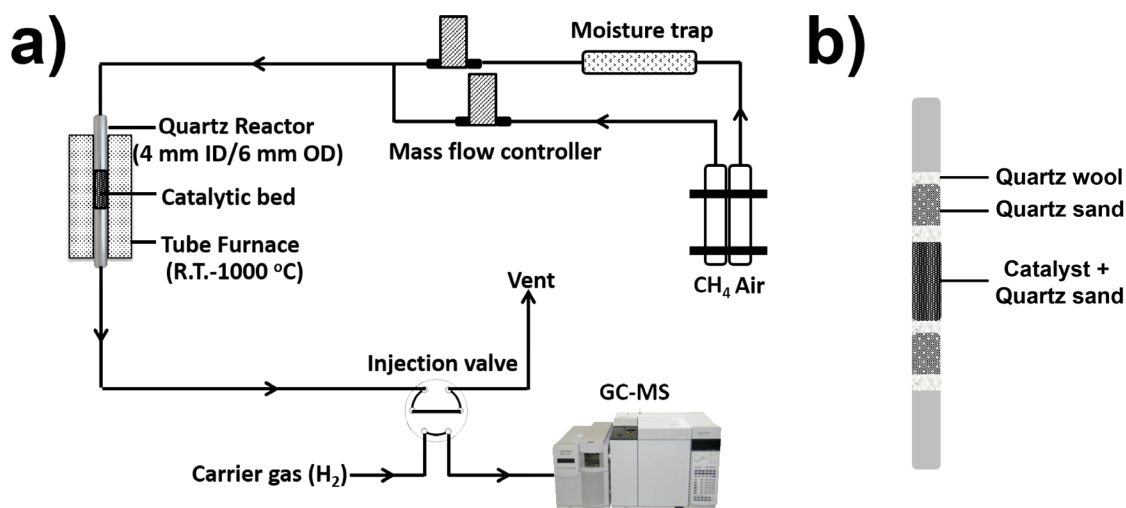 a)
b)
Moisture trap
Quartz Reactor
(4 mm ID/6 mm OD)
Mass flow controller
Catalytic bed
Tube Furnace
(R.T.-1000 °C)
CH₄ Air
Vent
Injection valve
GC-MS
Carrier gas (H₂)
Quartz wool
Quartz sand
Catalyst +
Quartz sand